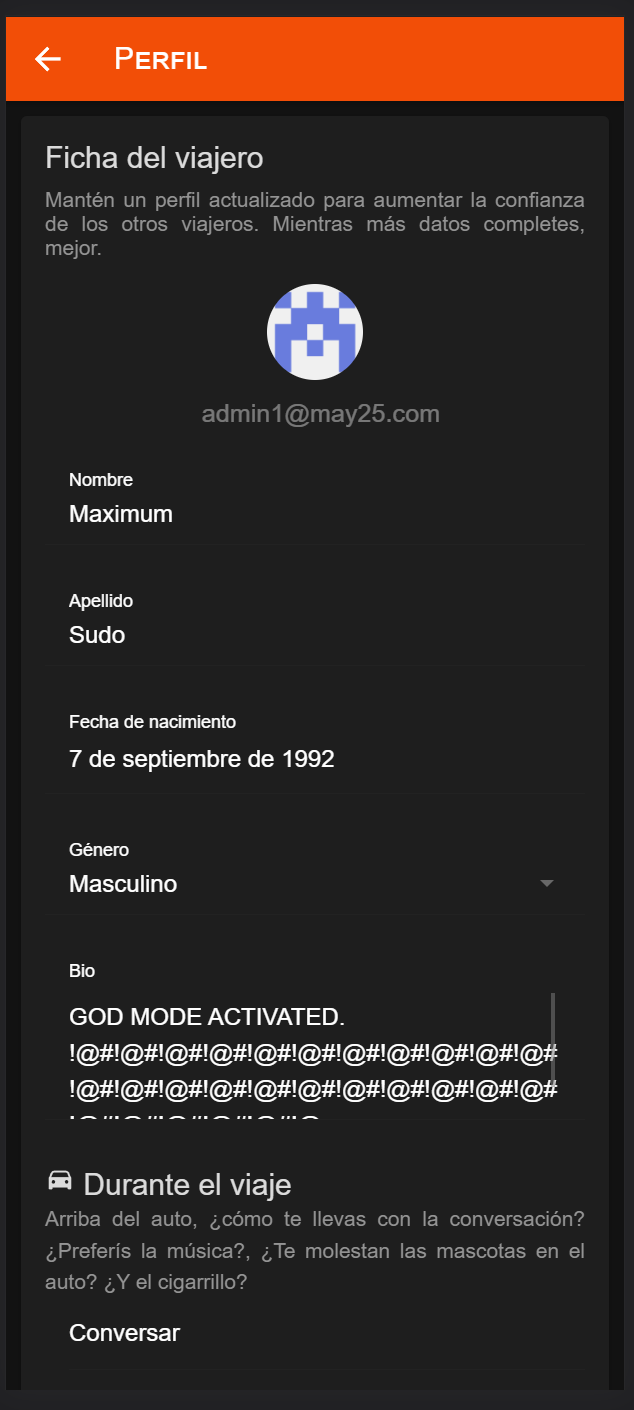 PERFIL
Ficha del viajero
Mantén un perfil actualizado para aumentar la confianza
de los otros viajeros. Mientras más datos completes,
mejor.
admin1@may25.com
Nombre
Maximum
Apellido
Sudo
Fecha de nacimiento
7 de septiembre de 1992
Género
Masculino
Bio
GOD MODE ACTIVATED.
!@#!@#!@#!@#!@#!@#!@#!@#!@#!@#!@#
!@#!@#!@#!@#!@#!@#!@#!@#!@#!@#!@#
Durante el viaje
Arriba del auto, ¿cómo te llevas con la conversación?
¿Preferís la música?, ¿Te molestan las mascotas en el
auto? ¿Y el cigarrillo?
Conversar